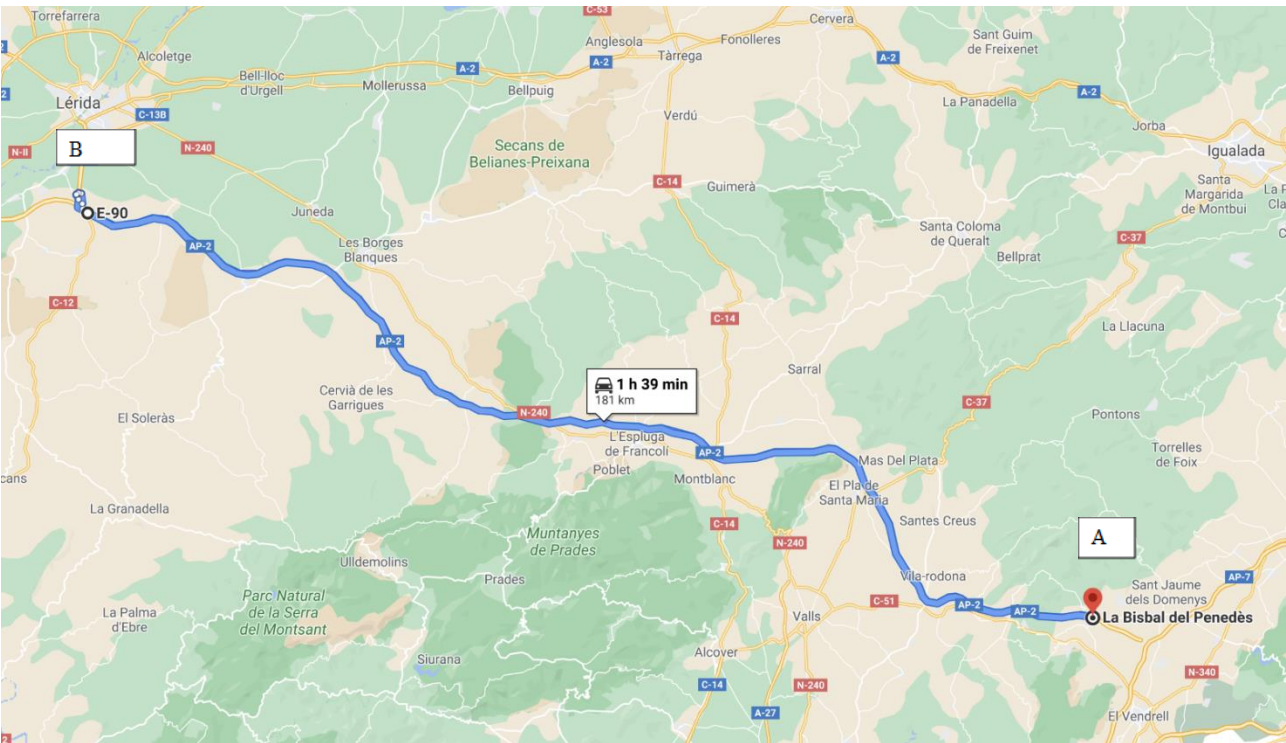 Torrefarrera
C-53
Cervera
Anglesola
Fonolleres
Sant Guim
de Freixenet
Alcoletge
Tàrrega
A-2
A-2
A-2
Bell-lloc
d'Urgell
Mollerussa
Bellpuig
A-2
La Panadella
Lérida
C-13B
Verdú
Jorba
B
N-II
N-240
Secans de
Belianes-Preixana
Igualada
C-14
Guimerà
Santa
Margarida
de Montbui
E-90
Juneda
Les Borges
Blanques
Santa Coloma
de Queralt
C-37
AP-2
Bellprat
C-12
C-14
La Llacuna
AP-2
Sarral
1 h 39 min
181 km
Cervià de les
Garrigues
C-37
El Soleràs
N-240
Pontons
L'Espluga
de Francolí
AP-2
Torrelles
de Foix
Mas Del Plata
Poblet
Montblanc
El Pla de
Santa Maria
cans
La Granadella
Santes Creus
C-14
A
Muntanyes
de Prades
N-240
Ulldemolins
Prades
Vila-rodona
AP-7
Sant Jaume
dels Domenys
Parc Natural
de la Serra
del Montsant
C-51
AP-2
AP-2
La Palma
d'Ebre
Valls
La Bisbal del Penedès
Alcover
Siurana
C-14
N-240
N-340
A-27
El Vendrell